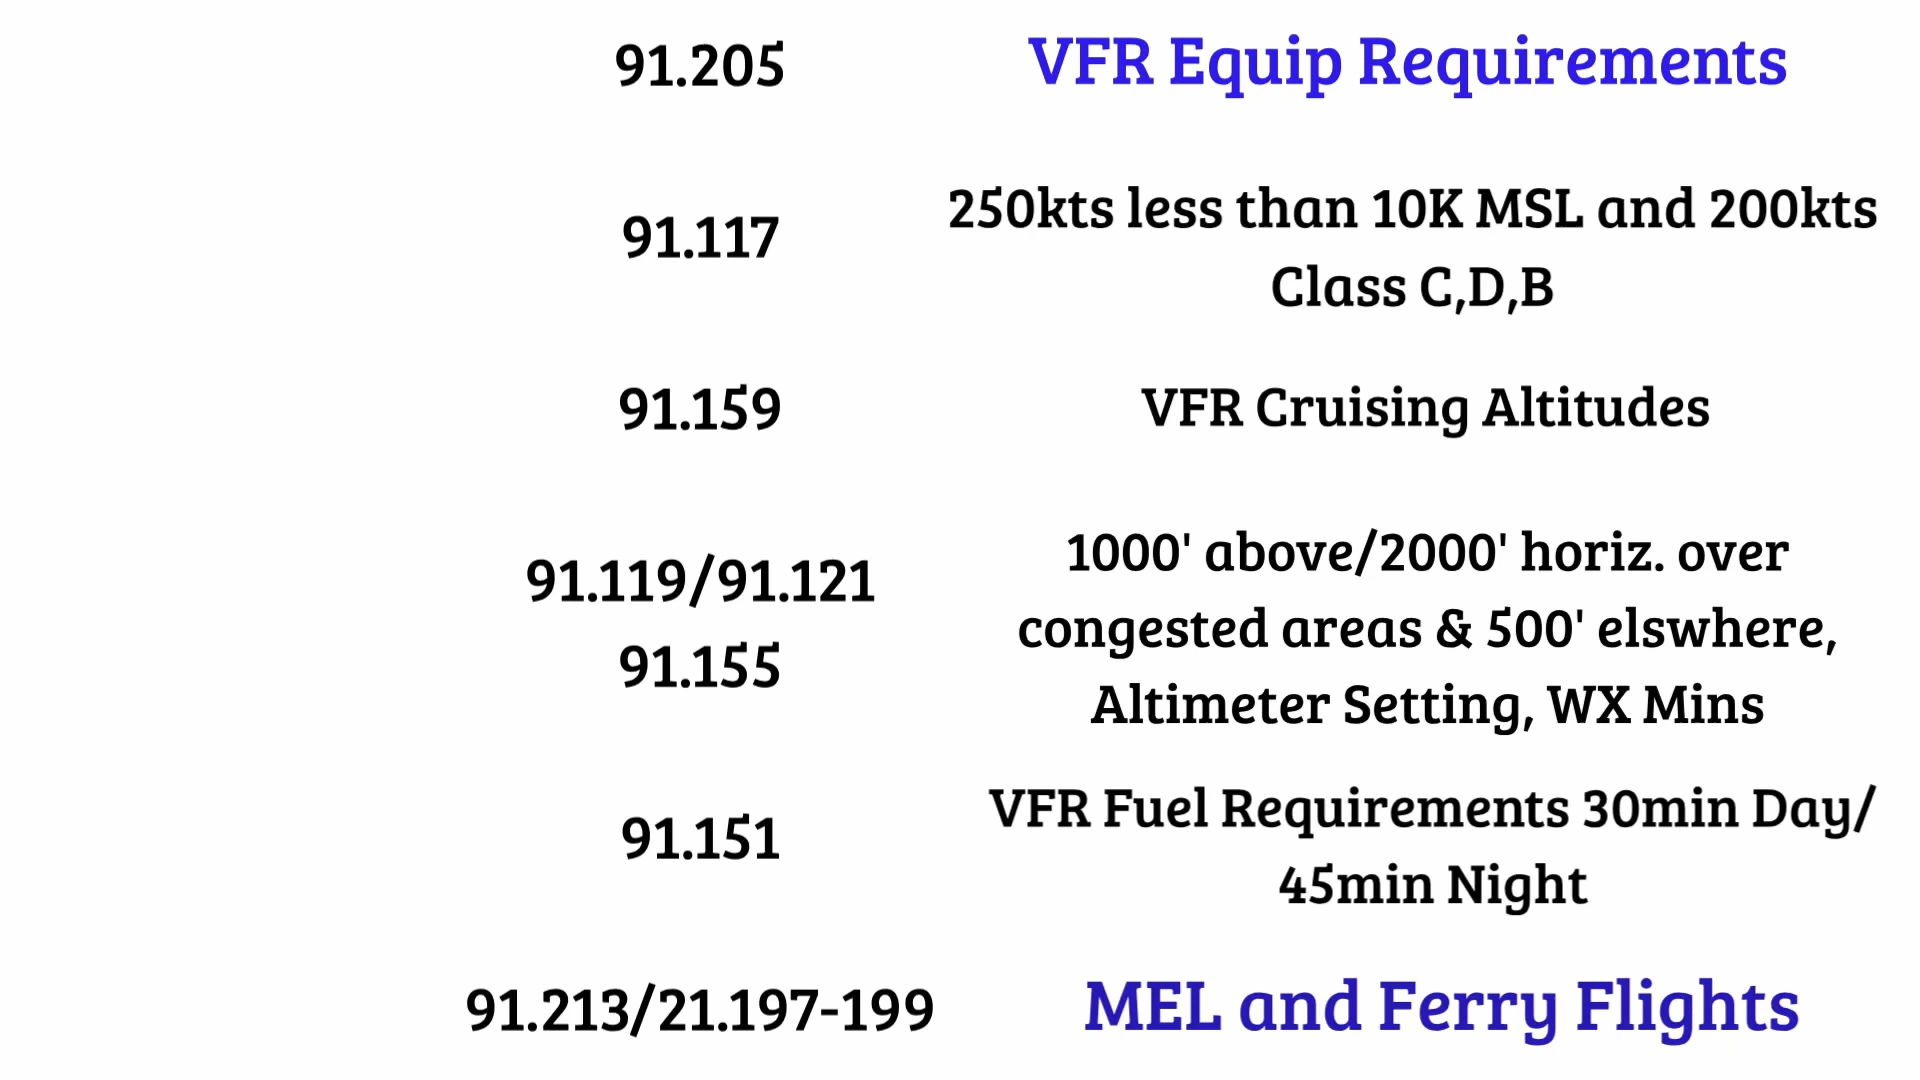 91.205 VFR Equip Requirements
91.117
250kts less than 10K MSL and 200kts
Class C,D,B
91.159 VFR Cruising Altitudes
91.119/91.121
91.155
1000' above/2000' horiz. over
congested areas & 500' elswhere,
Altimeter Setting, WX Mins
91.151
VFR Fuel Requirements 30min Day/
45min Night
91.213/21.197-199 MEL and Ferry Flights